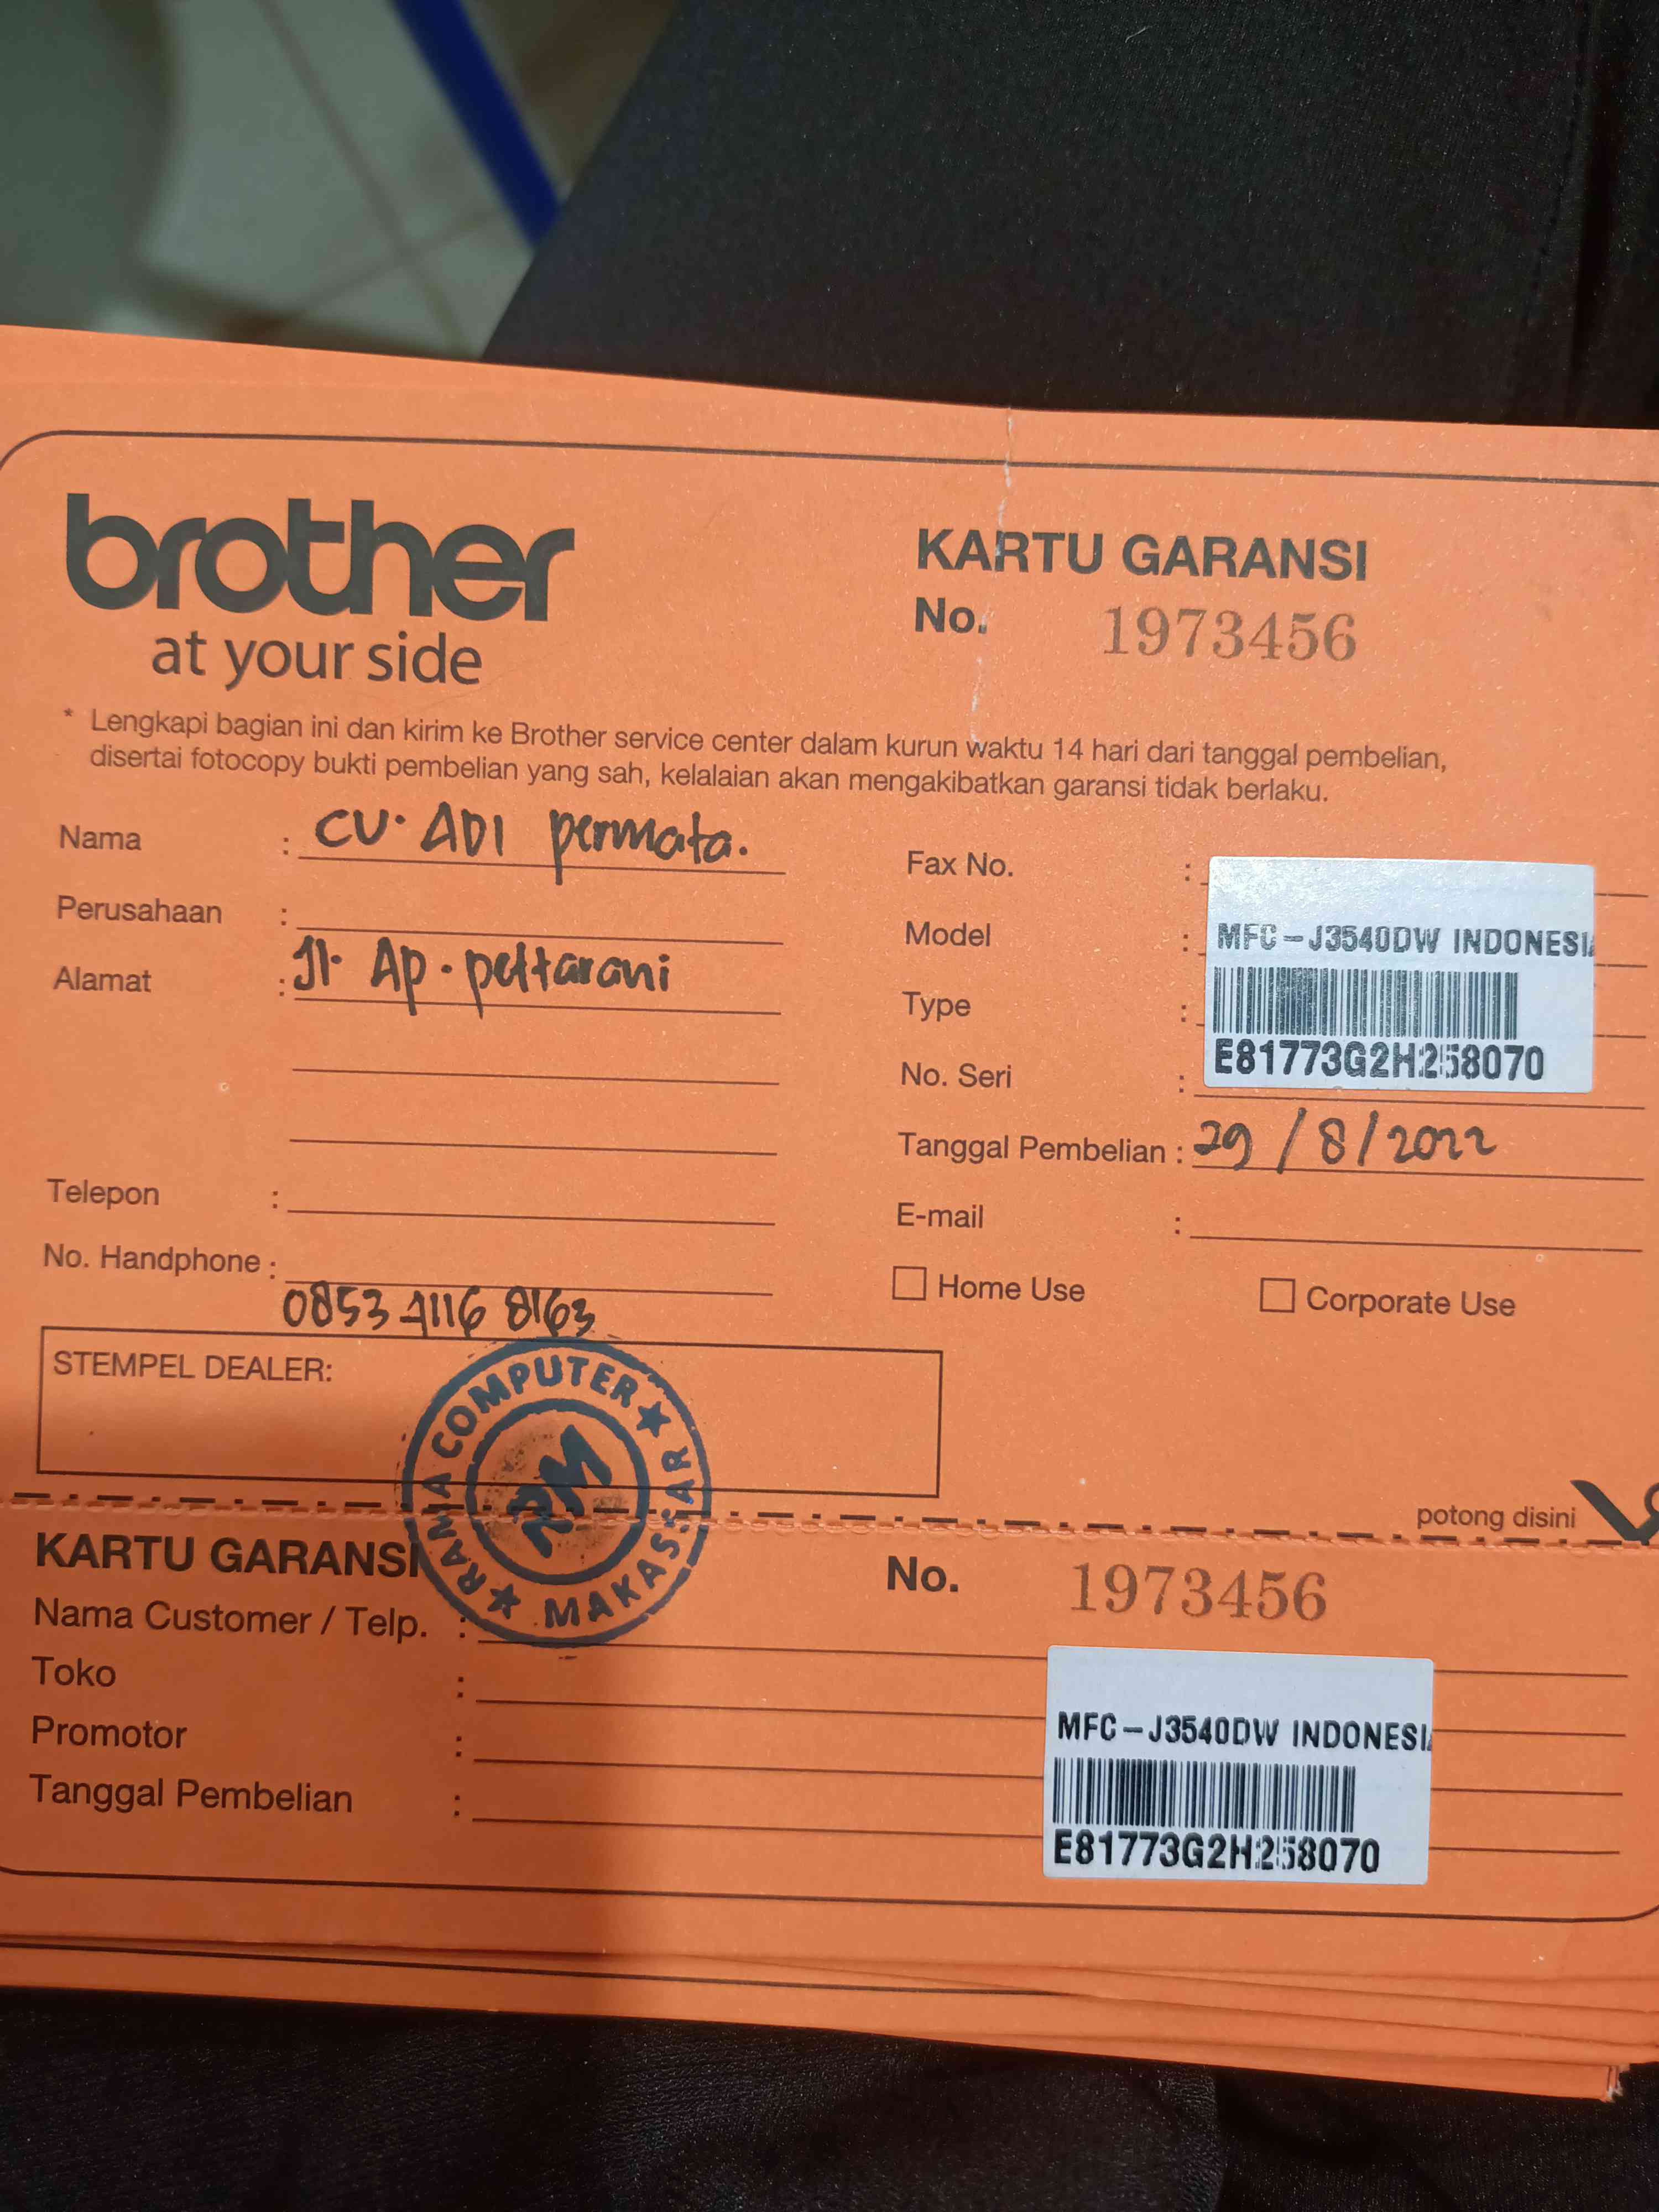 brother
at your side
KARTU GARANSI
No. 1973456
* Lengkapi bagian ini dan kirim ke Brother service center dalam kurun waktu 14 hari dari tanggal pembelian,
disertai fotocopy bukti pembelian yang sah, kelalaian akan mengakibatkan garansi tidak berlaku.
Nama : CV. ADI permata.
Perusahaan :
Alamat : Jl. Ap. pettarani
Telepon :
No. Handphone :
0853 4116 8163
Fax No. :
Model : MFC-J3540DW INDONESIA
Type :
No. Seri : E81773G2H258070
Tanggal Pembelian : 29/8/2022
E-mail :
Home Use Corporate Use
STEMPEL DEALER:
RAMA COMPUTER
RM
MAKASSAR
potong disini
KARTU GARANSI No. 1973456
Nama Customer / Telp. :
Toko :
Promotor :
Tanggal Pembelian :
MFC-J3540DW INDONESIA
E81773G2H258070